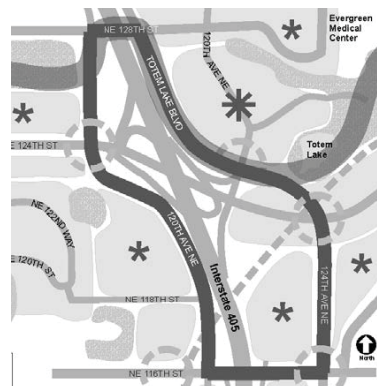 NE 128TH ST
Evergreen
Medical
Center
120TH AVE NE
TOTEM LAKE BLVD
Totem
Lake
NE 124TH ST
NE 122ND WAY
120TH AVE NE
NE 120TH ST
Interstate 405
124TH AVE NE
NE 118TH ST
NE 116TH ST
North